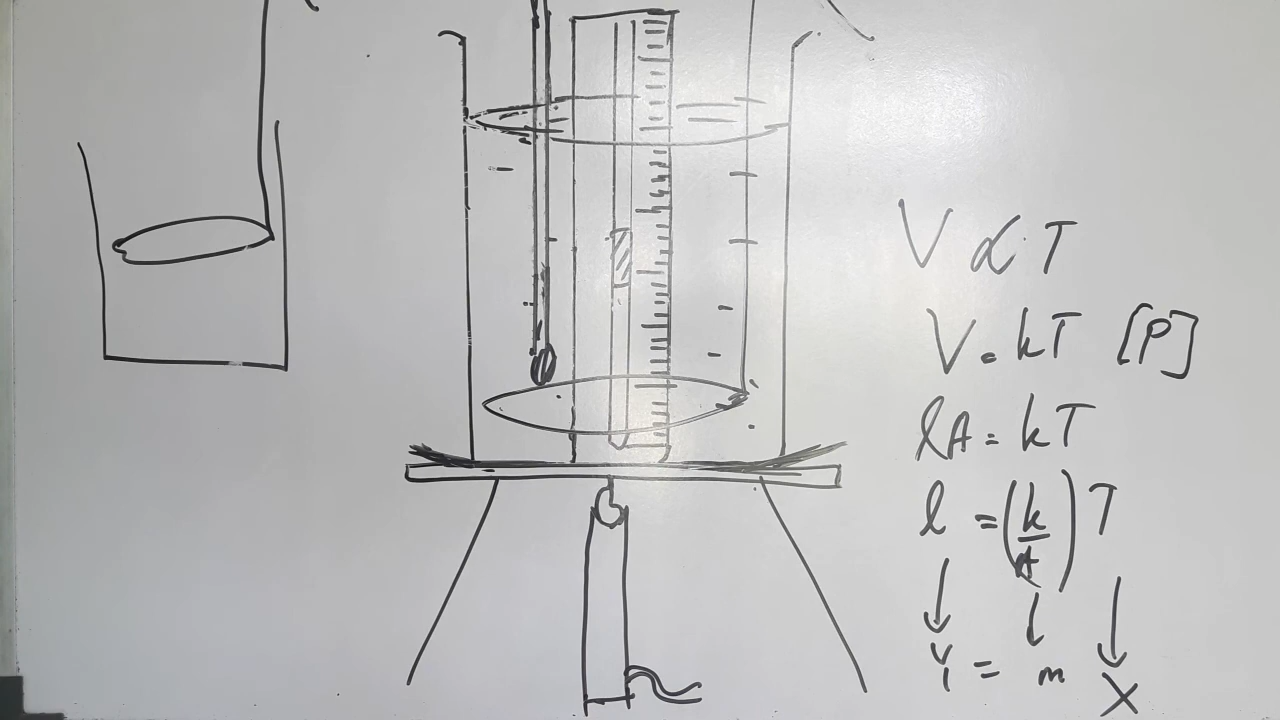 V ∝ T
V = kT [P]
lA = kT
l = (k/A) T
↓ ↓ ↓
Y = m X